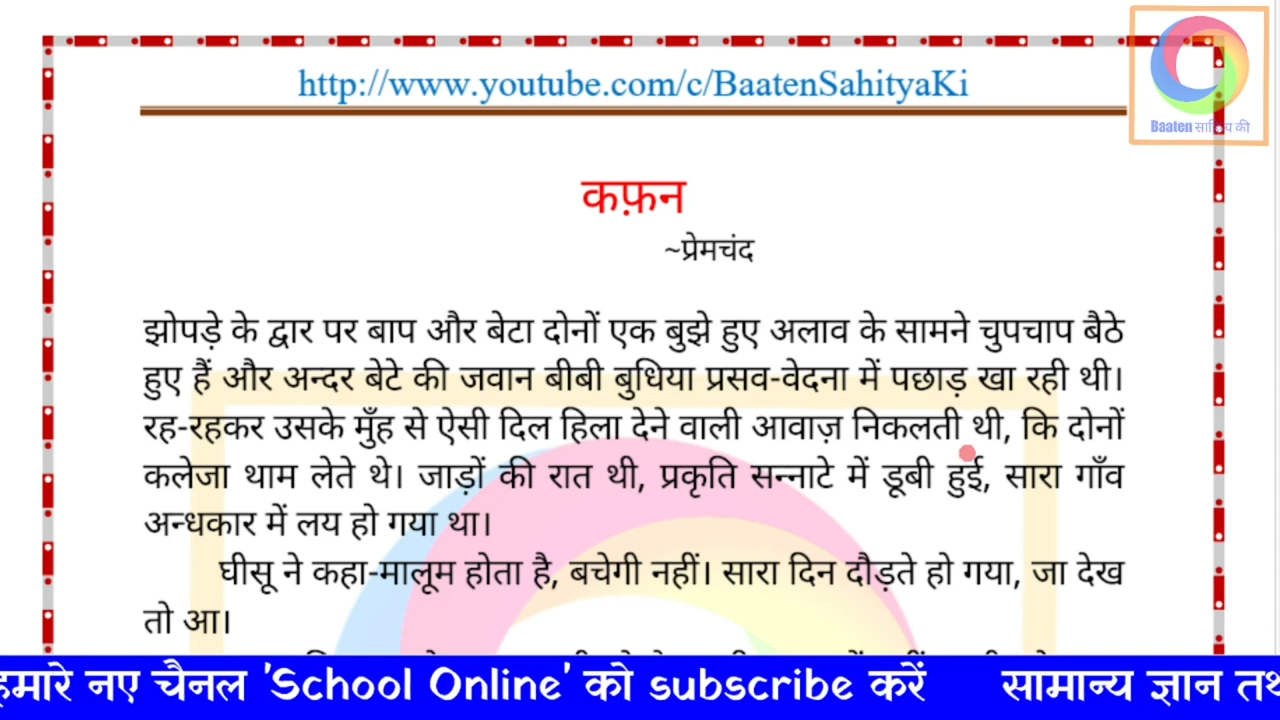 http://www.youtube.com/c/BaatenSahityaKi
Baaten साहित्य की
कफ़न
~प्रेमचंद
झोपड़े के द्वार पर बाप और बेटा दोनों एक बुझे हुए अलाव के सामने चुपचाप बैठे
हुए हैं और अन्दर बेटे की जवान बीबी बुधिया प्रसव-वेदना में पछाड़ खा रही थी।
रह-रहकर उसके मुँह से ऐसी दिल हिला देने वाली आवाज़ निकलती थी, कि दोनों
कलेजा थाम लेते थे। जाड़ों की रात थी, प्रकृति सन्नाटे में डूबी हुई, सारा गाँव
अन्धकार में लय हो गया था।
घीसू ने कहा-मालूम होता है, बचेगी नहीं। सारा दिन दौड़ते हो गया, जा देख
तो आ।
हमारे नए चैनल 'School Online' को subscribe करें सामान्य ज्ञान